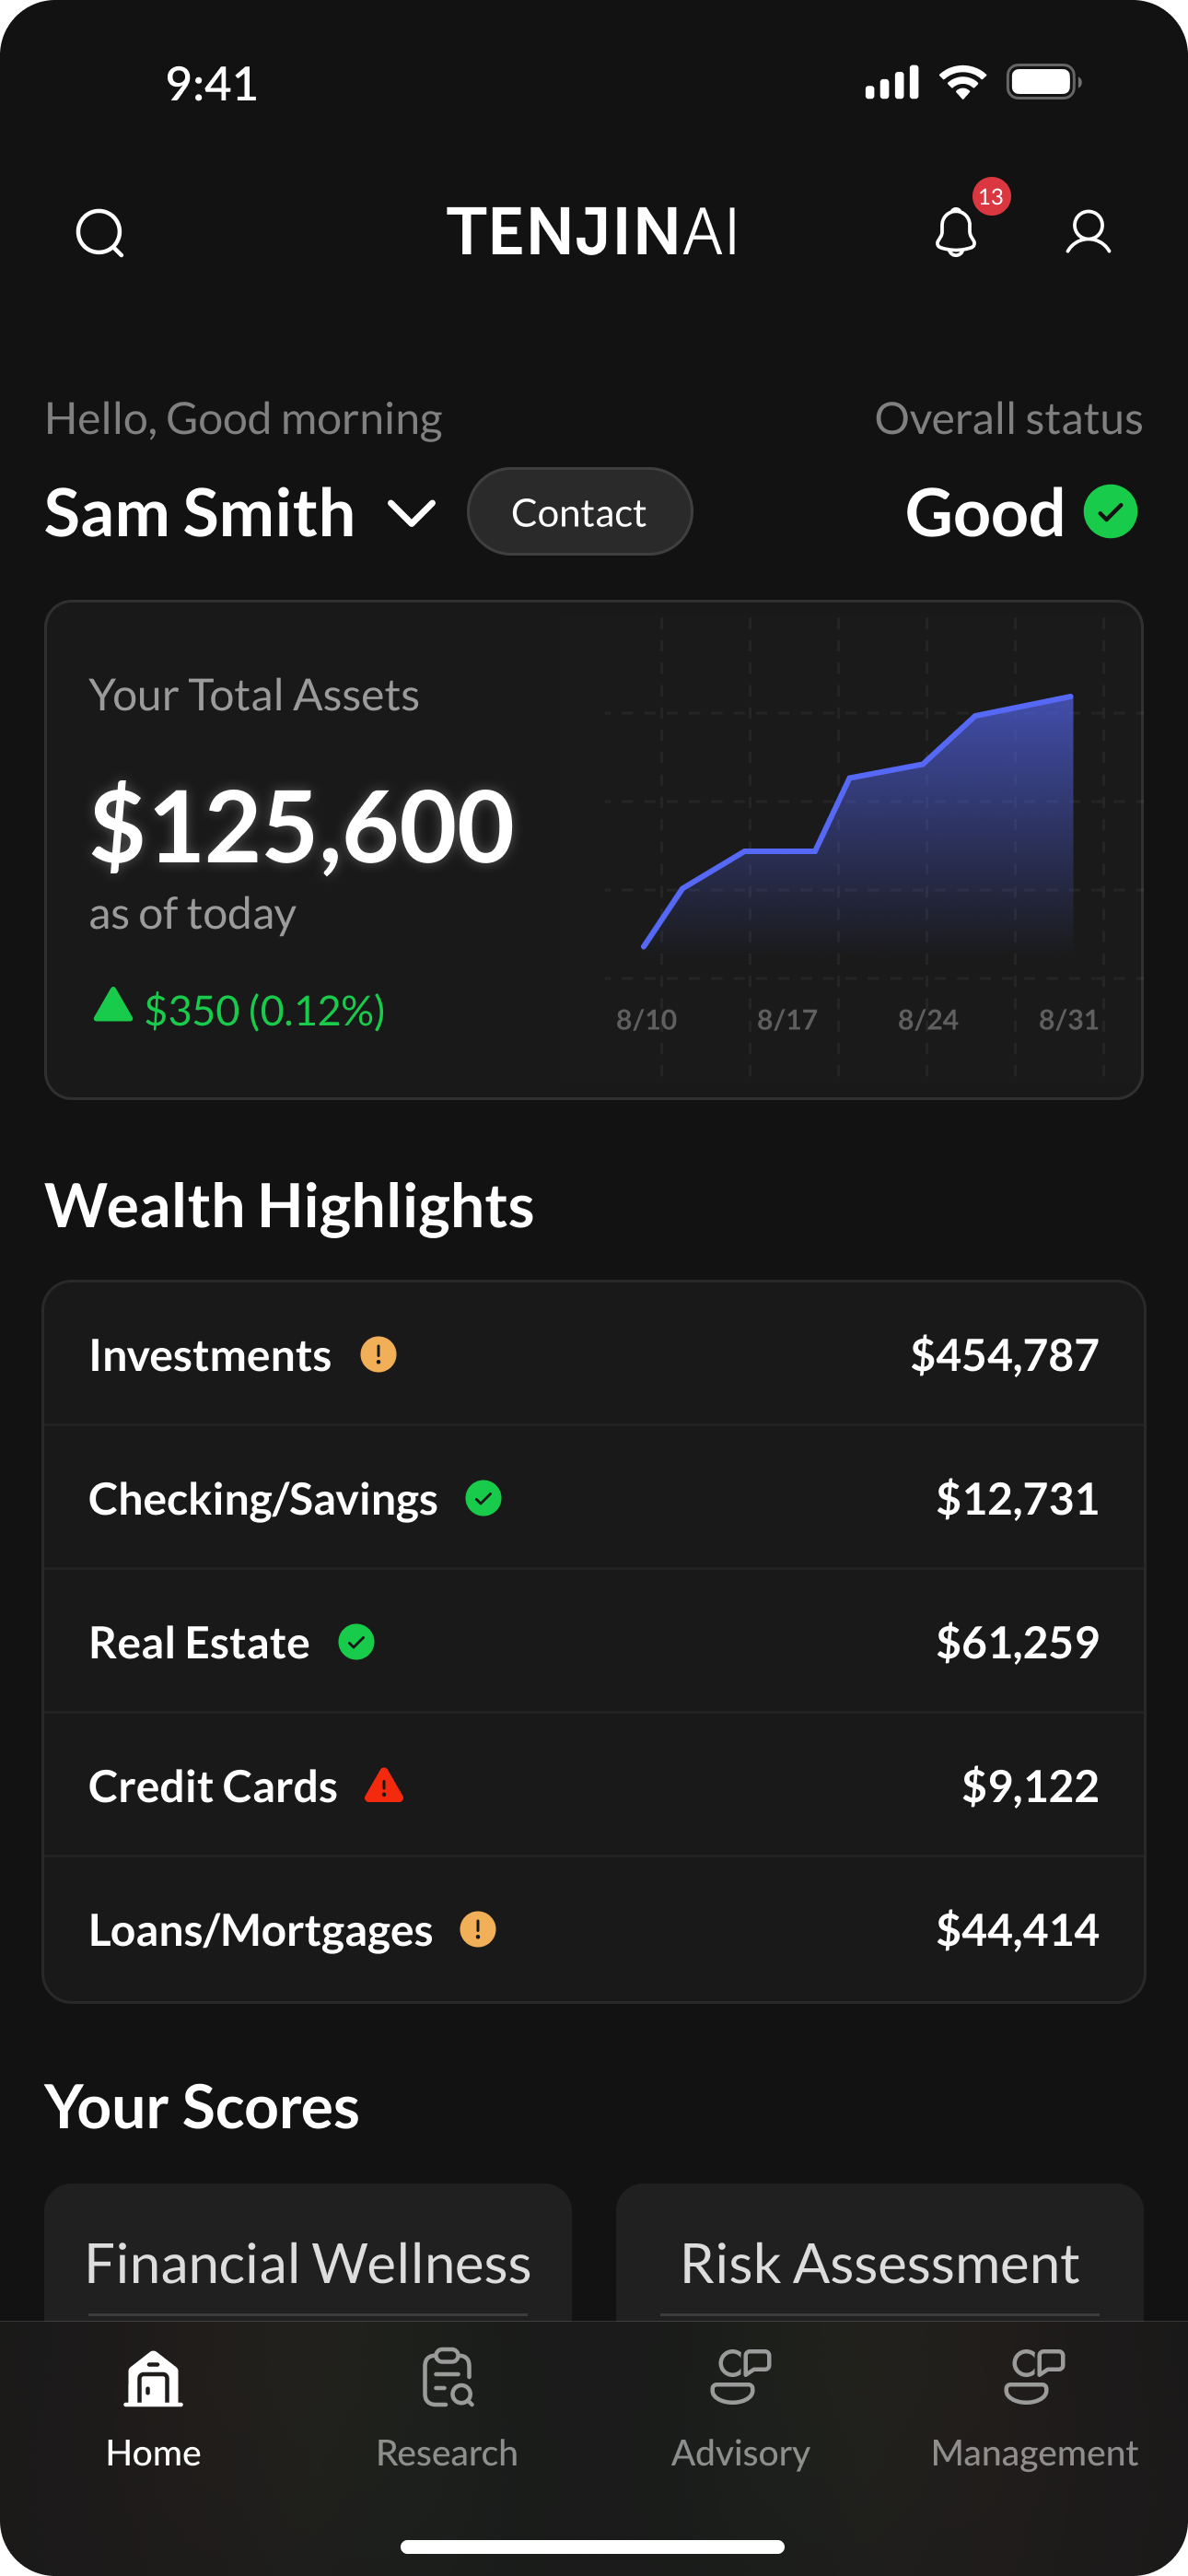 9:41
TENJINAI
13
Hello, Good morning
Overall status
Sam Smith
Contact
Good
Your Total Assets
$125,600
as of today
$350 (0.12%)
8/10 8/17 8/24 8/31
Wealth Highlights
Investments $454,787
Checking/Savings $12,731
Real Estate $61,259
Credit Cards $9,122
Loans/Mortgages $44,414
Your Scores
Financial Wellness
Risk Assessment
Home Research Advisory Management